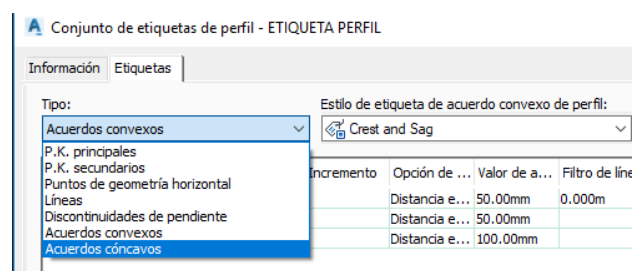 Conjunto de etiquetas de perfil - ETIQUETA PERFIL
Información Etiquetas
Tipo: Estilo de etiqueta de acuerdo convexo de perfil:
Acuerdos convexos Crest and Sag
P.K. principales
P.K. secundarios
Puntos de geometría horizontal
Líneas
Discontinuidades de pendiente
Acuerdos convexos
Acuerdos cóncavos
Incremento Opción de ... Valor de a... Filtro de líne
Distancia e... 50.00mm 0.000m
Distancia e... 50.00mm
Distancia e... 100.00mm